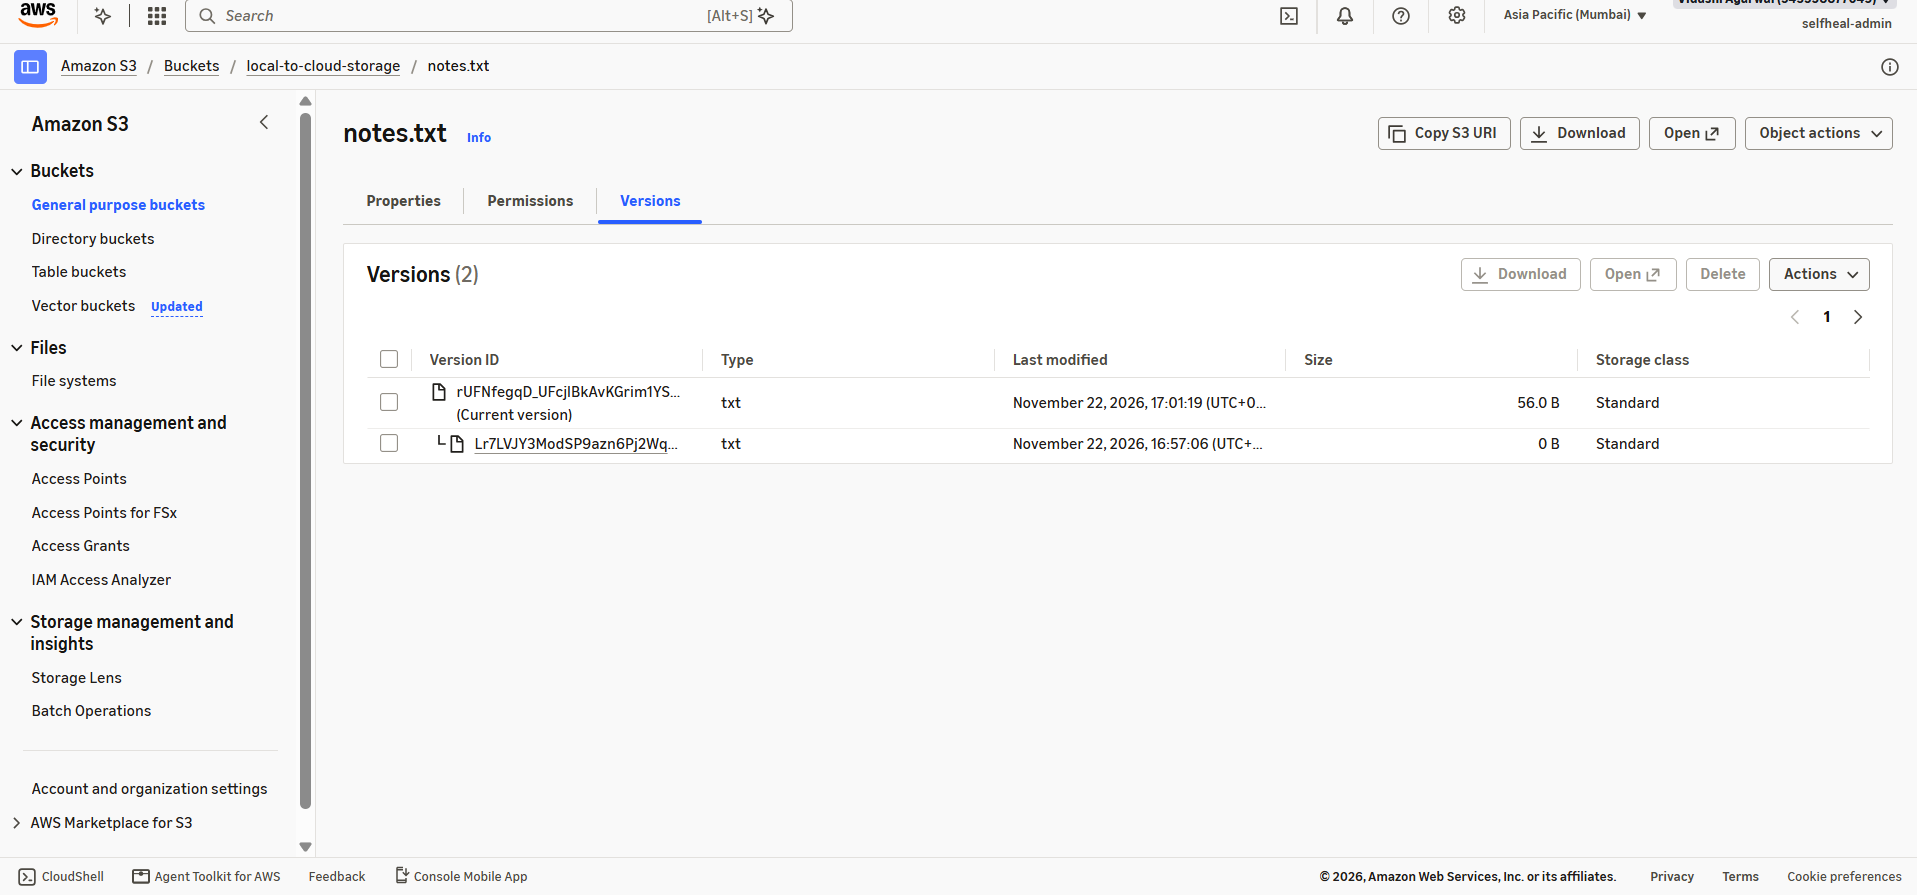 aws
Search
[Alt+S]
Asia Pacific (Mumbai)
selfheal-admin
Amazon S3 / Buckets / local-to-cloud-storage / notes.txt
Amazon S3
Buckets
General purpose buckets
Directory buckets
Table buckets
Vector buckets Updated
Files
File systems
Access management and
security
Access Points
Access Points for FSx
Access Grants
IAM Access Analyzer
Storage management and
insights
Storage Lens
Batch Operations
Account and organization settings
AWS Marketplace for S3
notes.txt Info
Copy S3 URI Download Open Object actions
Properties Permissions Versions
Versions (2)
Download Open Delete Actions
1
Version ID Type Last modified Size Storage class
rUFNfegqD_UFcjlBkAvKGrim1YS... txt November 22, 2026, 17:01:19 (UTC+0... 56.0 B Standard
(Current version)
Lr7LVJY3ModSP9azn6Pj2Wq... txt November 22, 2026, 16:57:06 (UTC+... 0 B Standard
CloudShell Agent Toolkit for AWS Feedback Console Mobile App © 2026, Amazon Web Services, Inc. or its affiliates. Privacy Terms Cookie preferences